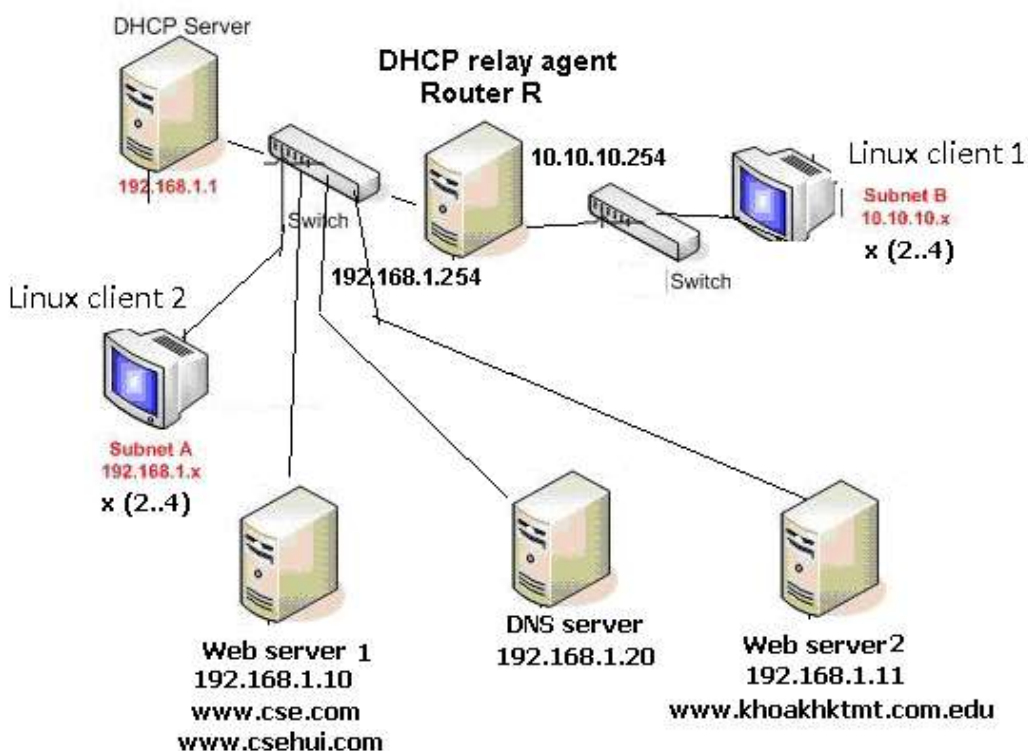 DHCP Server
DHCP relay agent
Router R
192.168.1.1
10.10.10.254
Linux client 1
Subnet B
10.10.10.x
x (2..4)
Switch
192.168.1.254
Switch
Linux client 2
Subnet A
192.168.1.x
x (2..4)
Web server 1
192.168.1.10
www.cse.com
www.csehui.com
DNS server
192.168.1.20
Web server2
192.168.1.11
www.khoakhktmt.com.edu